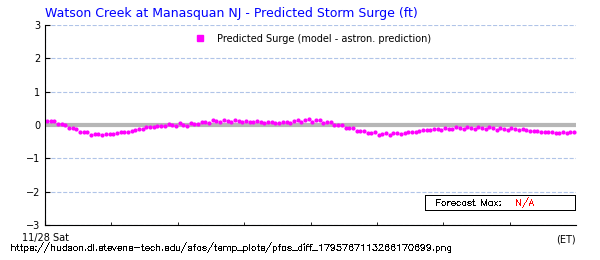 Watson Creek at Manasquan NJ - Predicted Storm Surge (ft)
3
Predicted Surge (model - astron. prediction)
2
1
0
−1
−2
Forecast Max: N/A
−3
11/28 Sat
(ET)
https://hudson.dl.stevens-tech.edu/sfas/temp_plots/pfas_diff_1795767113266170699.png